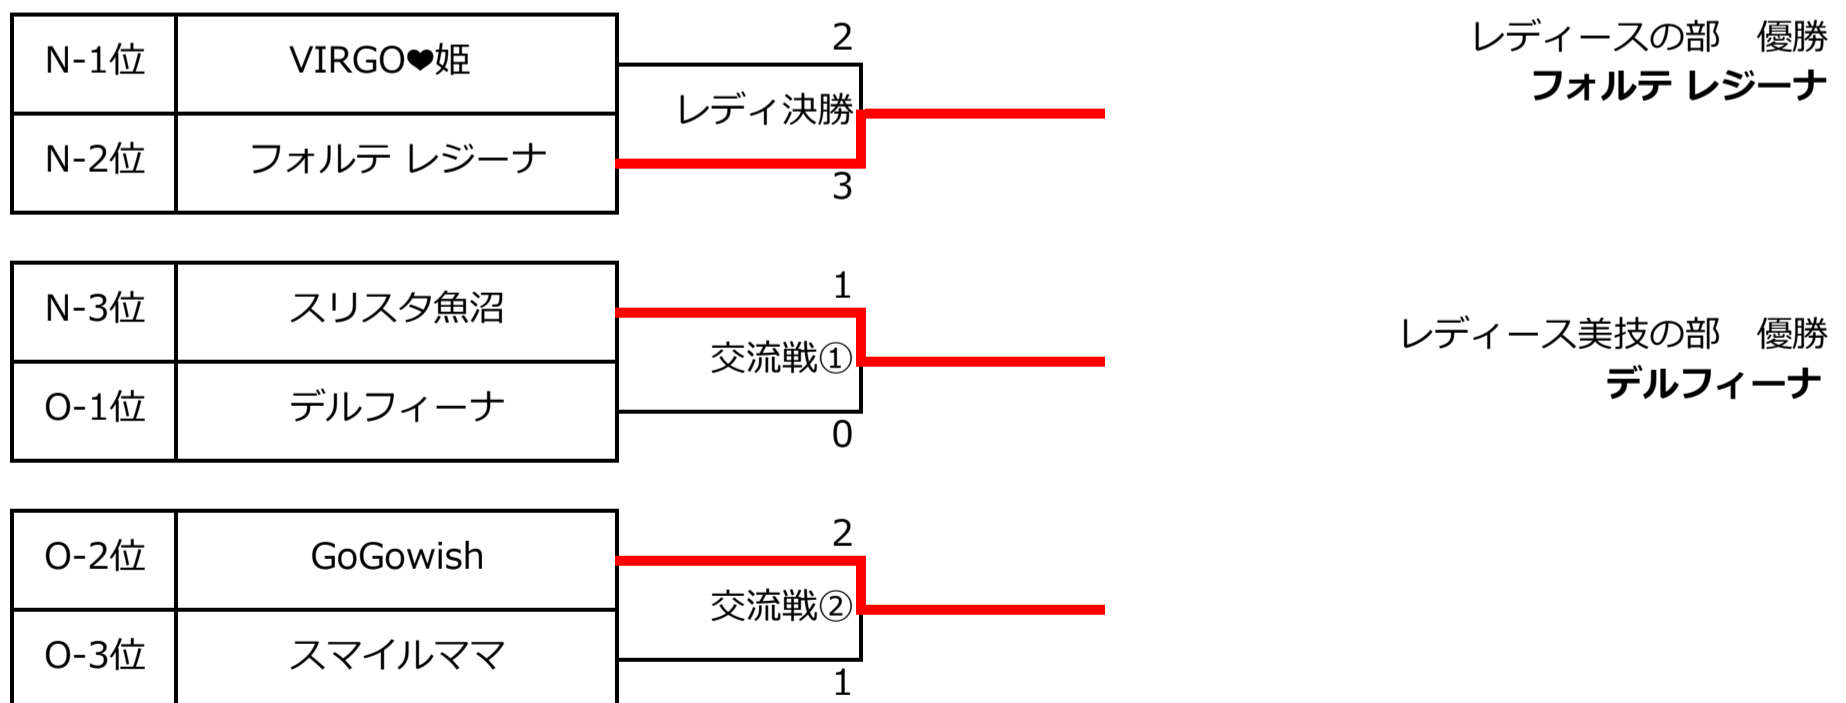 N-1位 VIRGO❤姫 2
レディ決勝
N-2位 フォルテ レジーナ 3
レディースの部　優勝
フォルテ レジーナ
N-3位 スリスタ魚沼 1
交流戦①
O-1位 デルフィーナ 0
レディース美技の部　優勝
デルフィーナ
O-2位 GoGowish 2
交流戦②
O-3位 スマイルママ 1